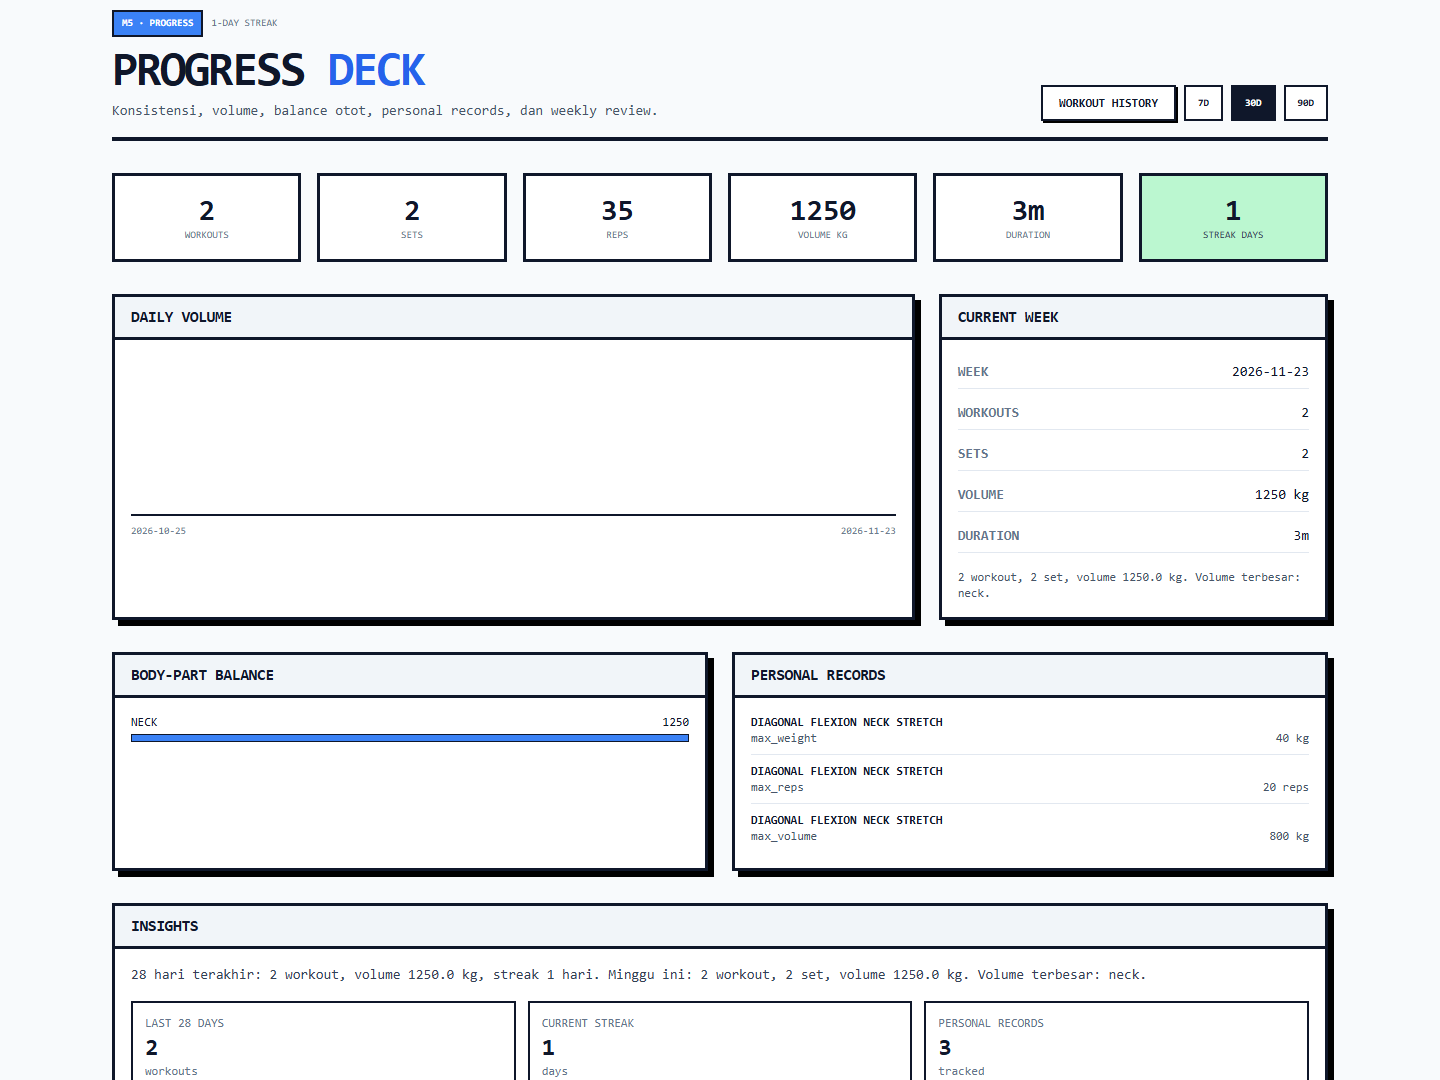 M5 · PROGRESS 1-DAY STREAK
PROGRESS DECK
Konsistensi, volume, balance otot, personal records, dan weekly review.
WORKOUT HISTORY 7D 30D 90D
2 2 35 1250 3m 1
WORKOUTS SETS REPS VOLUME KG DURATION STREAK DAYS
DAILY VOLUME
2026-10-25 2026-11-23
CURRENT WEEK
WEEK 2026-11-23
WORKOUTS 2
SETS 2
VOLUME 1250 kg
DURATION 3m
2 workout, 2 set, volume 1250.0 kg. Volume terbesar:
neck.
BODY-PART BALANCE
NECK 1250
PERSONAL RECORDS
DIAGONAL FLEXION NECK STRETCH
max_weight 40 kg
DIAGONAL FLEXION NECK STRETCH
max_reps 20 reps
DIAGONAL FLEXION NECK STRETCH
max_volume 800 kg
INSIGHTS
28 hari terakhir: 2 workout, volume 1250.0 kg, streak 1 hari. Minggu ini: 2 workout, 2 set, volume 1250.0 kg. Volume terbesar: neck.
LAST 28 DAYS
2
workouts
CURRENT STREAK
1
days
PERSONAL RECORDS
3
tracked